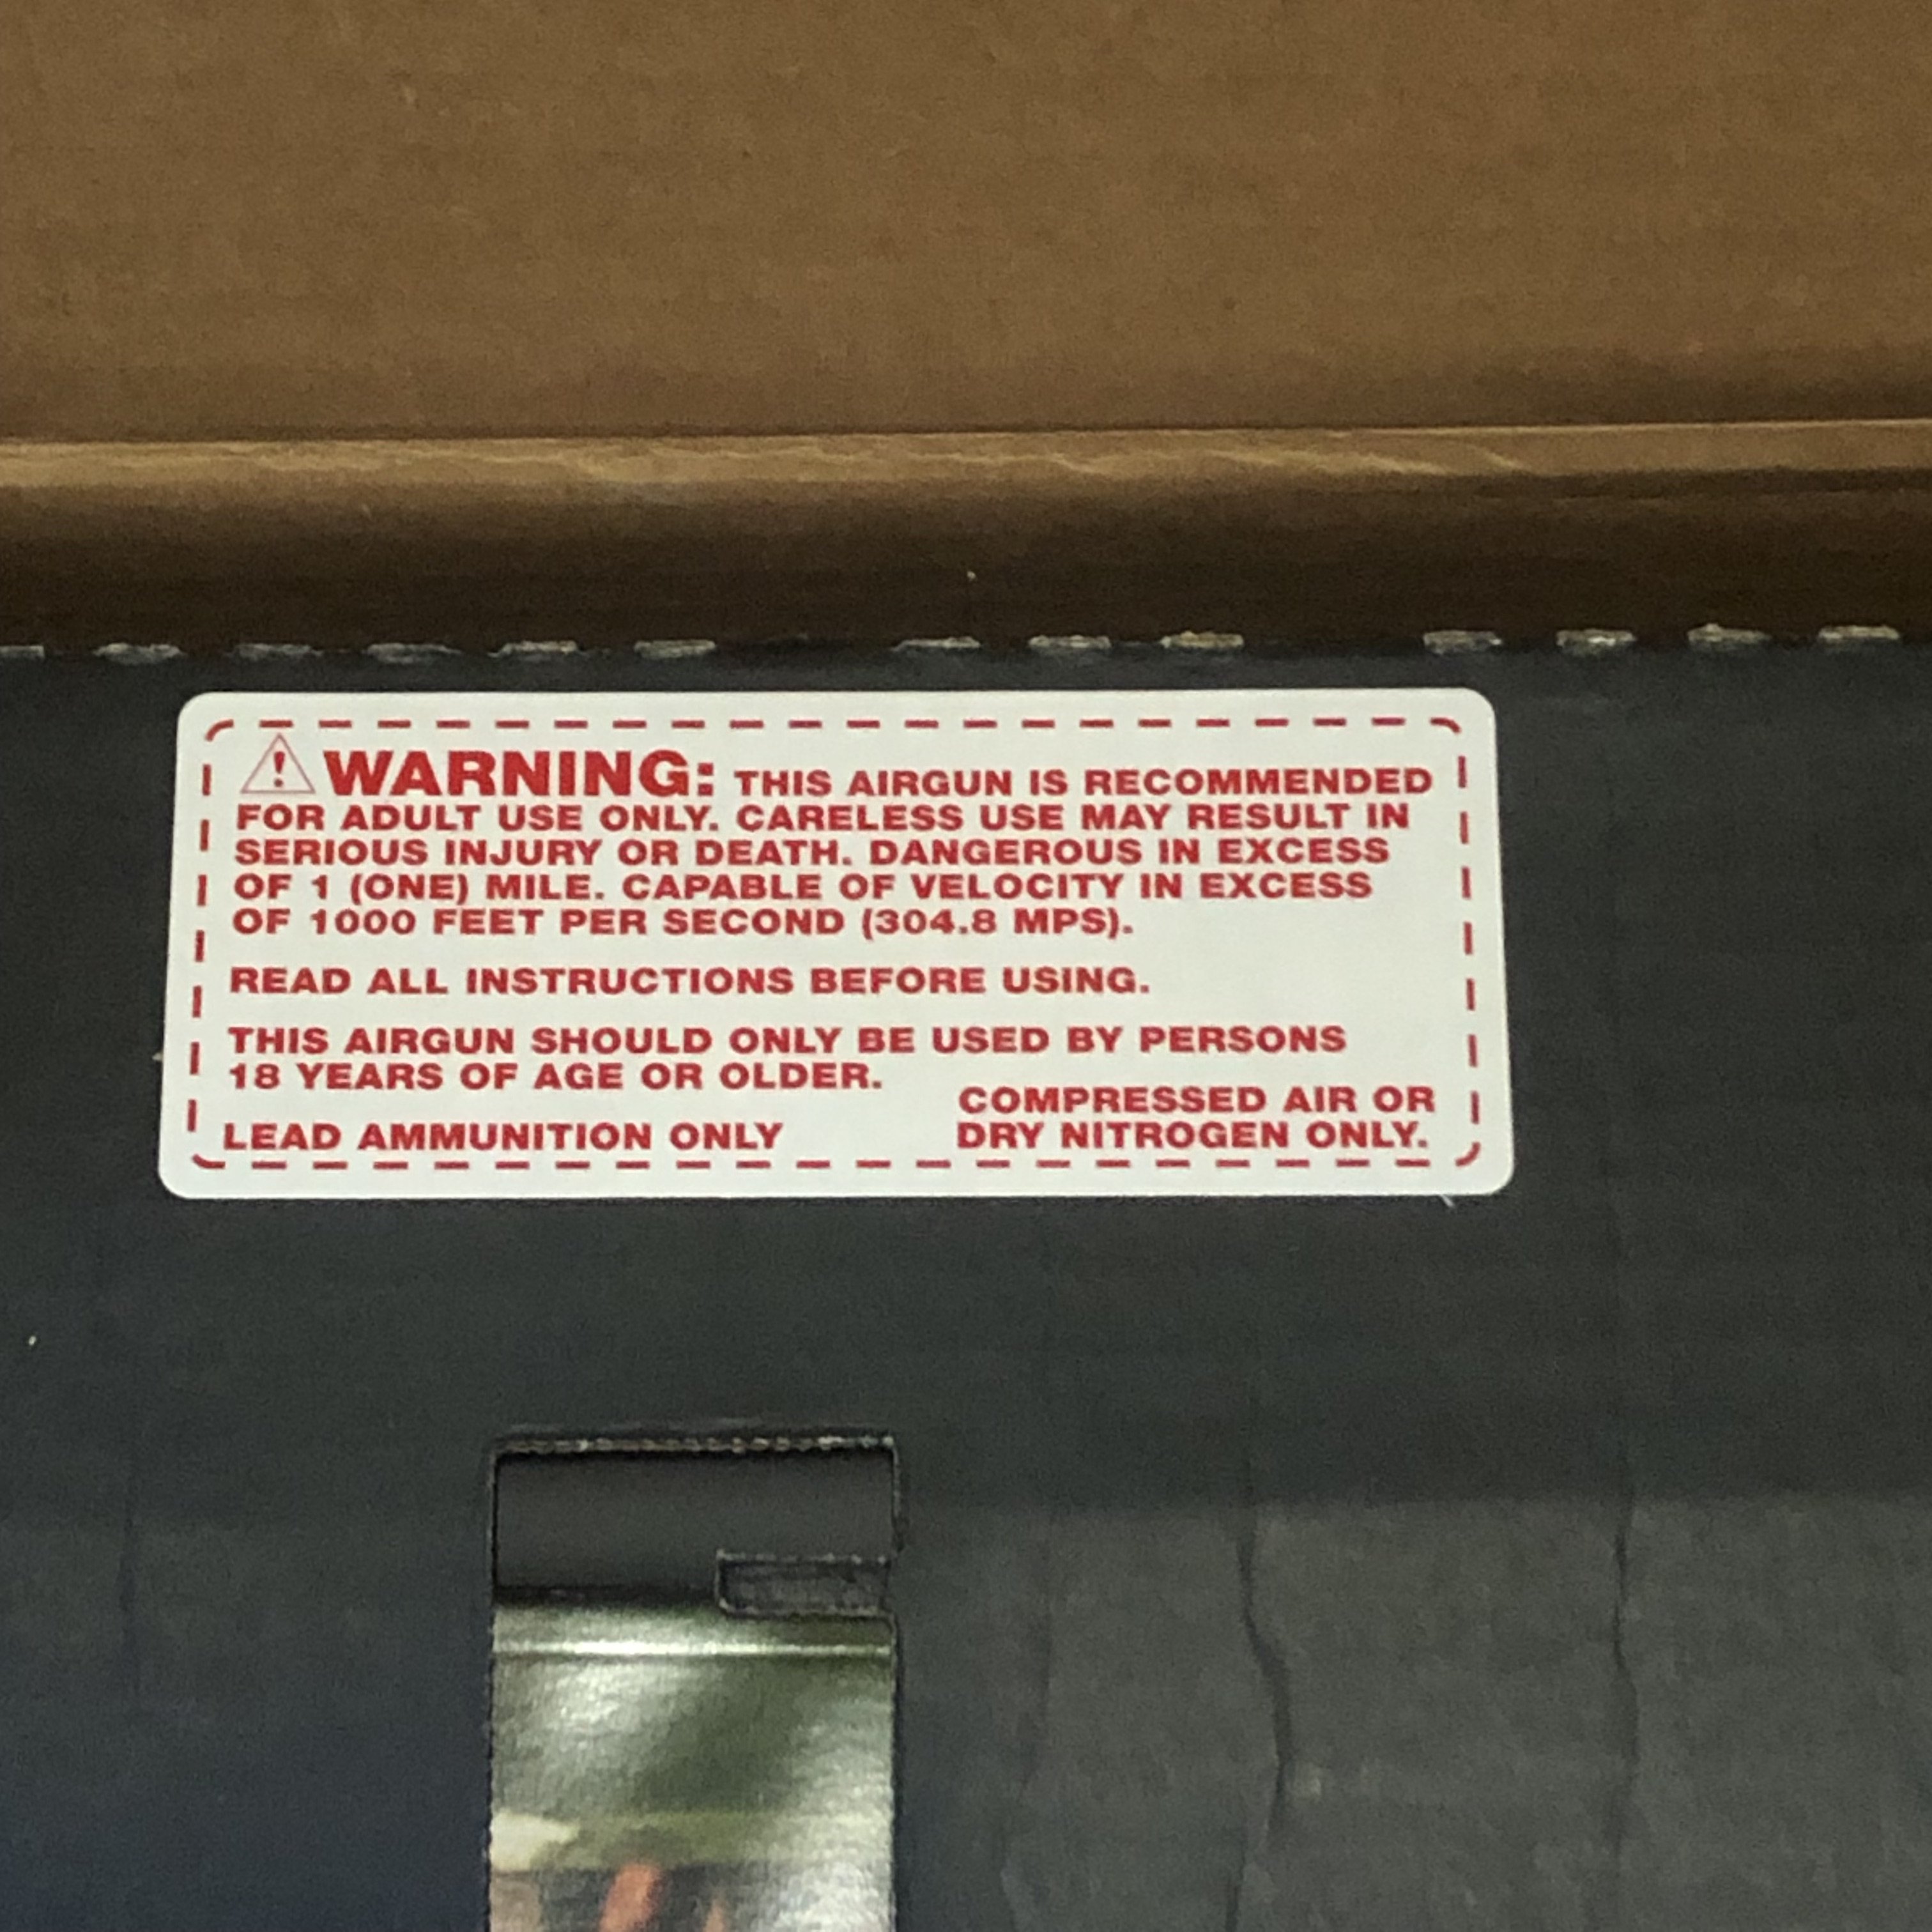 WARNING: THIS AIRGUN IS RECOMMENDED
FOR ADULT USE ONLY. CARELESS USE MAY RESULT IN
SERIOUS INJURY OR DEATH. DANGEROUS IN EXCESS
OF 1 (ONE) MILE. CAPABLE OF VELOCITY IN EXCESS
OF 1000 FEET PER SECOND (304.8 MPS).
READ ALL INSTRUCTIONS BEFORE USING.
THIS AIRGUN SHOULD ONLY BE USED BY PERSONS
18 YEARS OF AGE OR OLDER.
LEAD AMMUNITION ONLY
COMPRESSED AIR OR
DRY NITROGEN ONLY.